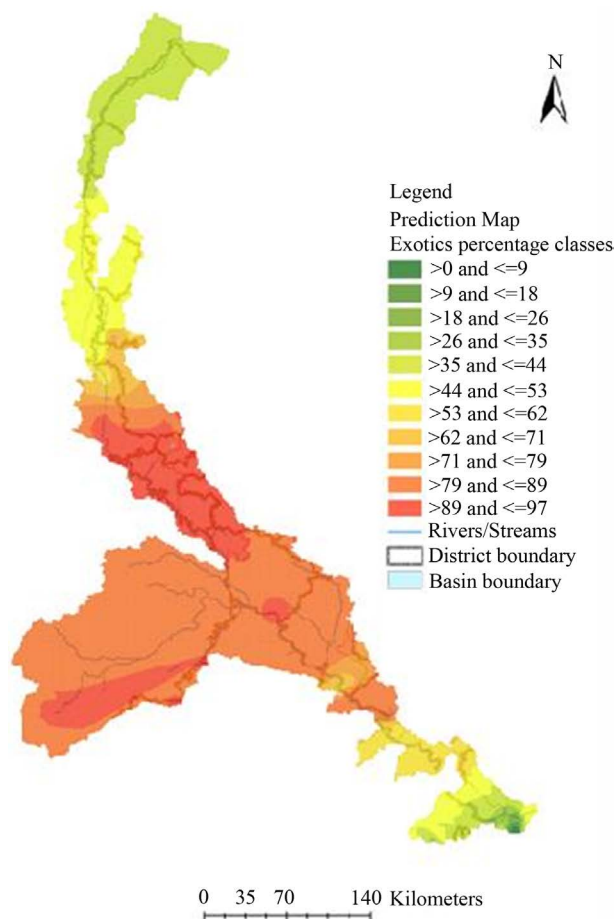 N
Legend
Prediction Map
Exotics percentage classes
>0 and <=9
>9 and <=18
>18 and <=26
>26 and <=35
>35 and <=44
>44 and <=53
>53 and <=62
>62 and <=71
>71 and <=79
>79 and <=89
>89 and <=97
Rivers/Streams
District boundary
Basin boundary
0 35 70 140 Kilometers